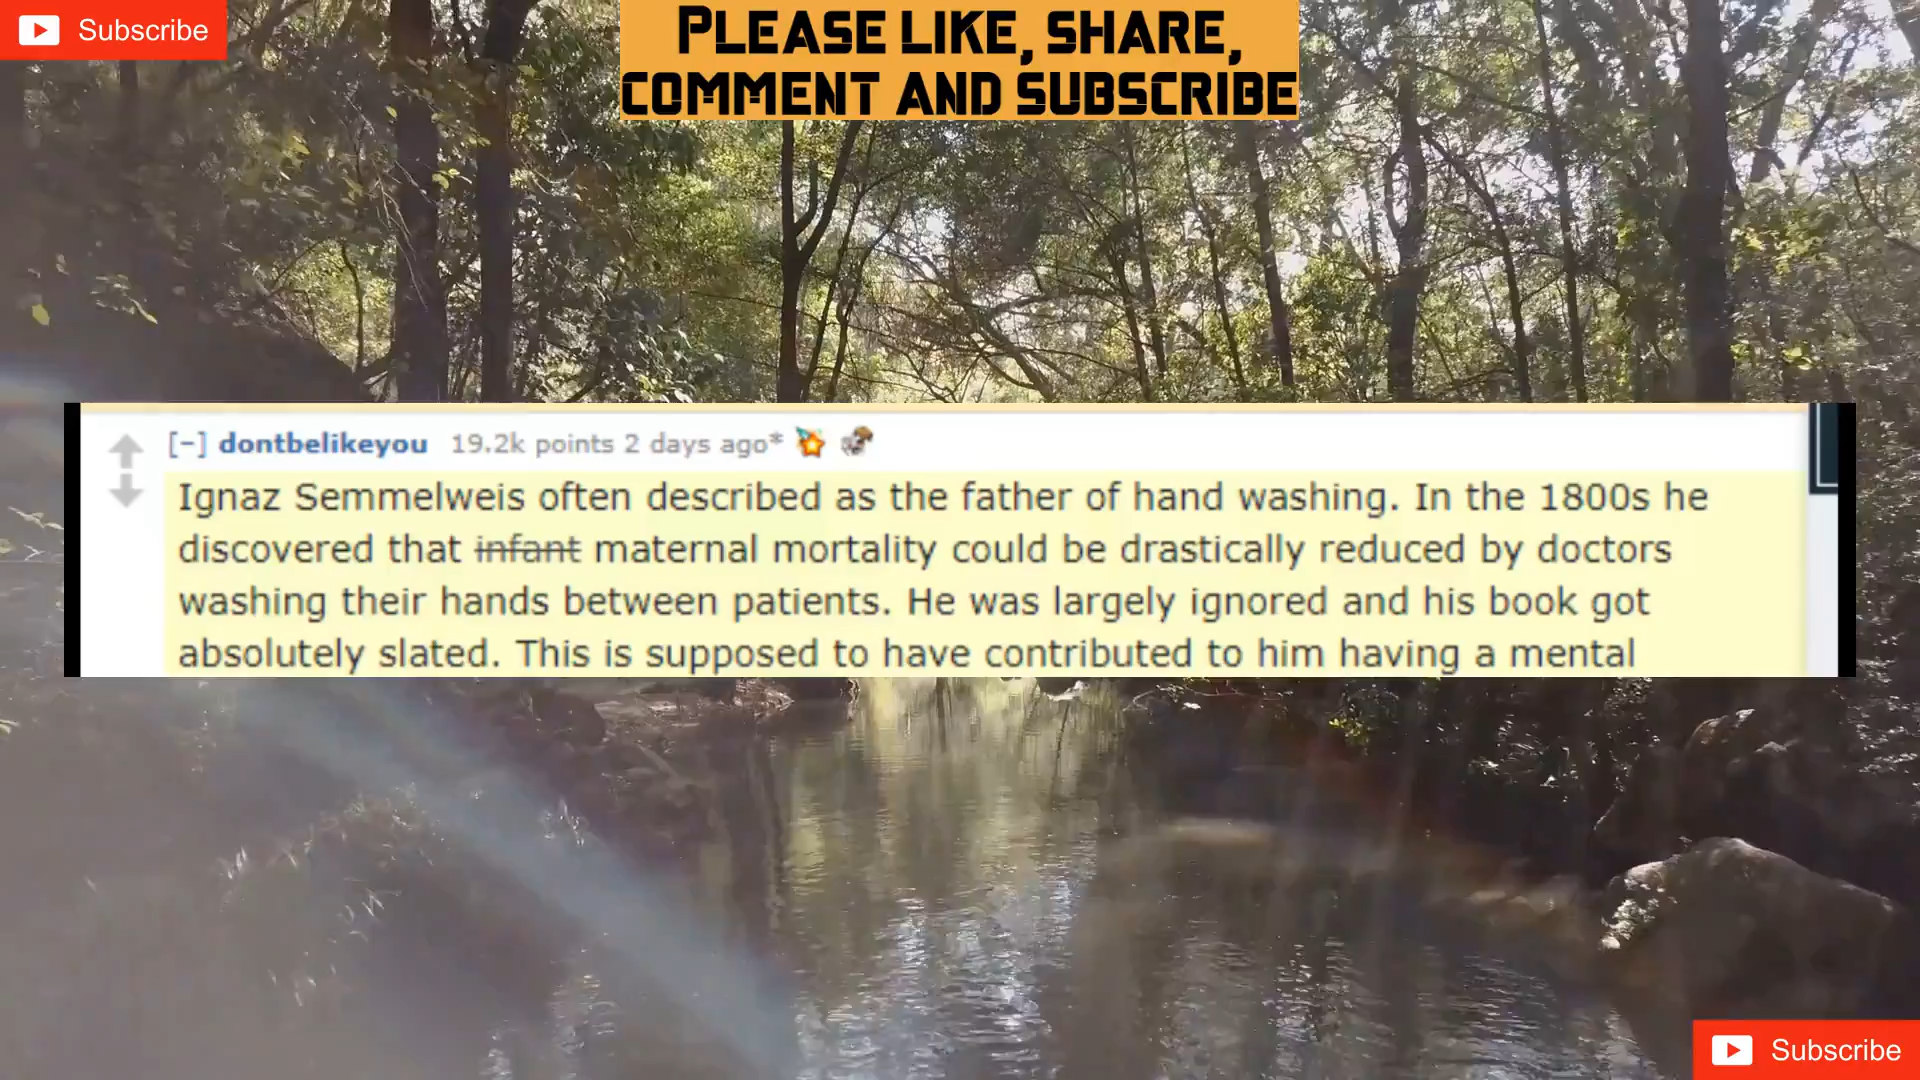 Subscribe
PLEASE LIKE, SHARE,
COMMENT AND SUBSCRIBE
[-] dontbelikeyou 19.2k points 2 days ago*
Ignaz Semmelweis often described as the father of hand washing. In the 1800s he
discovered that infant maternal mortality could be drastically reduced by doctors
washing their hands between patients. He was largely ignored and his book got
absolutely slated. This is supposed to have contributed to him having a mental
Subscribe